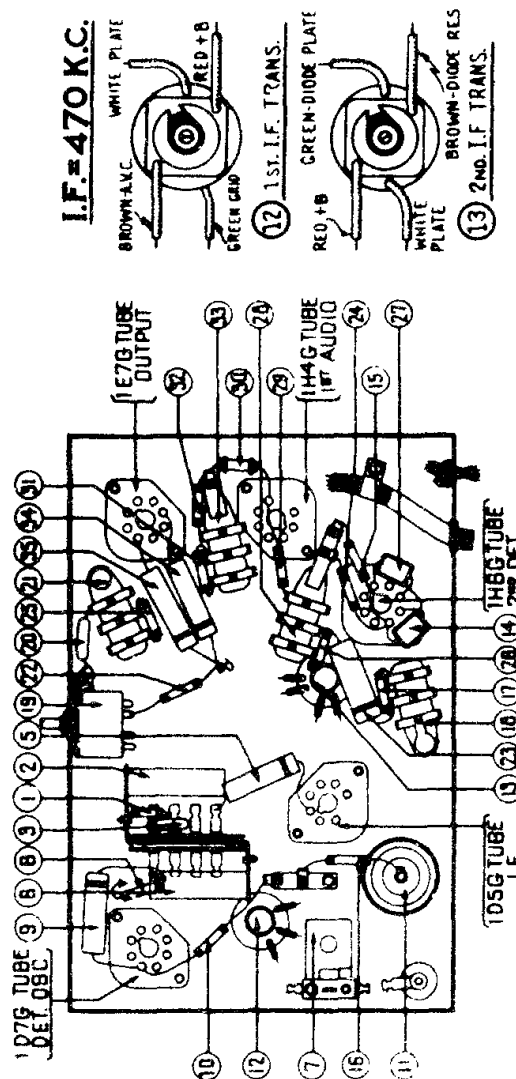 1D7G TUBE
DET. OSC
9
8
6
3
1
2
5
19
22
20
25
21
35
34
31
1E7G TUBE
OUTPUT
32
33
30
28
29
1H4G TUBE
1ST AUDIO
24
15
27
10
12
7
16
11
1D5G TUBE
I.F.
13
23
18
17
26
14
1H6G TUBE
2ND DET.
I.F.=470 K.C.
WHITE PLATE
BROWN-A.V.C.
RED +B
GREEN GRID
12 1ST. I.F. TRANS.
GREEN-DIODE PLATE
RED +B
BROWN-DIODE RES
WHITE
PLATE
13 2ND. I.F. TRANS.